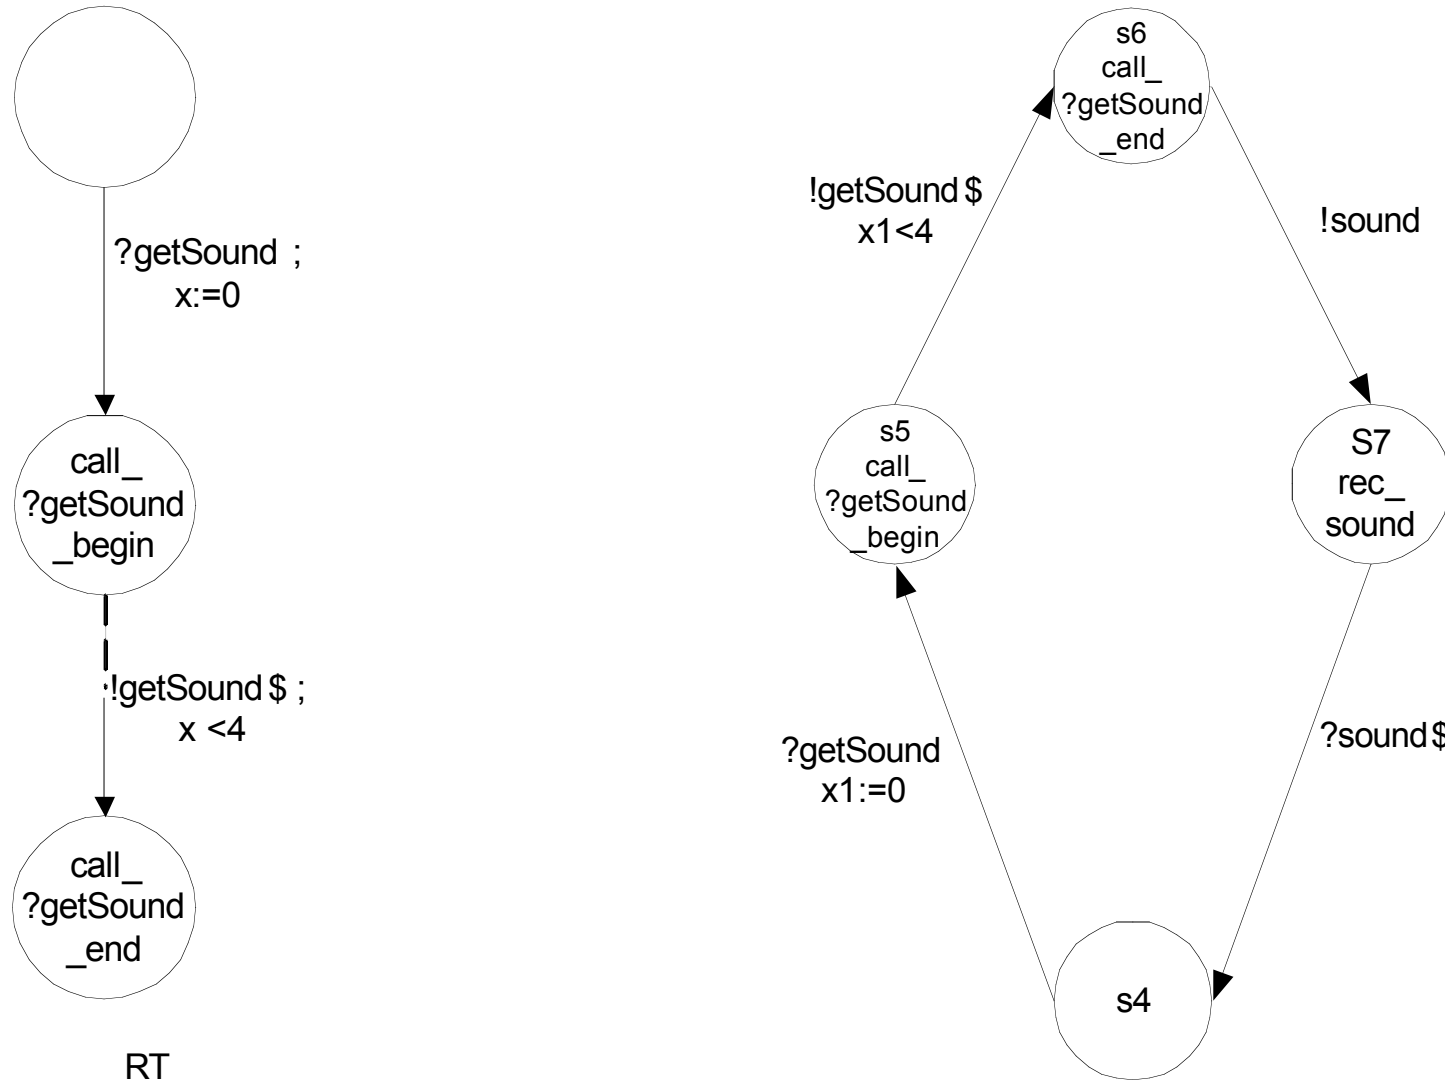 ?getSound ;
x:=0
call_
?getSound
_begin
!getSound $ ;
x <4
call_
?getSound
_end
RT
s6
call_
?getSound
_end
!getSound $
x1<4
!sound
s5
call_
?getSound
_begin
S7
rec_
sound
?getSound
x1:=0
?sound $
s4